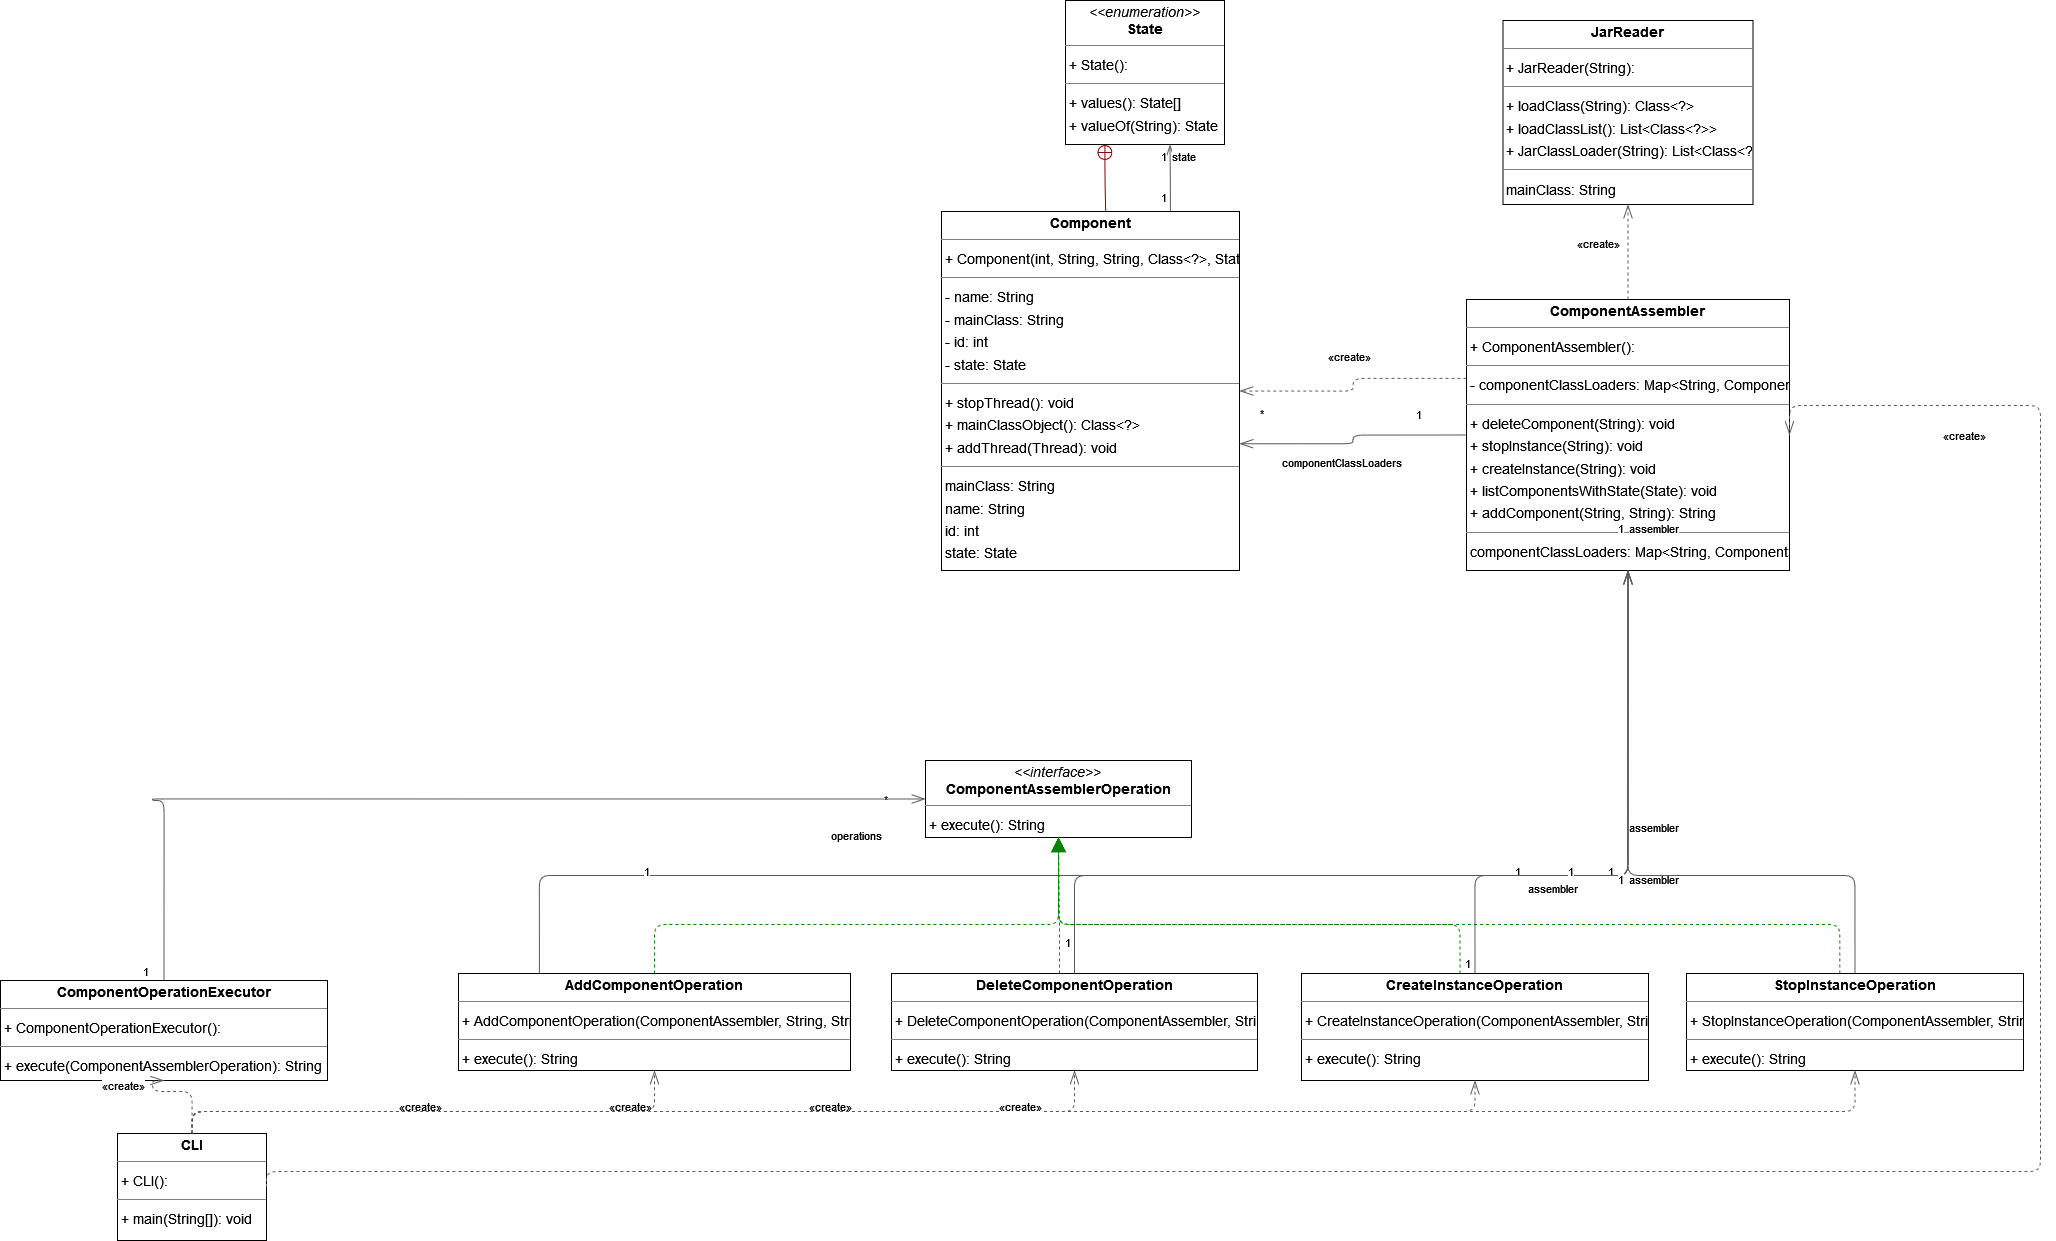 <<enumeration>>
State
+ State():
+ values(): State[]
+ valueOf(String): State
JarReader
+ JarReader(String):
+ loadClass(String): Class<?>
+ loadClassList(): List<Class<?>>
+ JarClassLoader(String): List<Class<?
mainClass: String
1 state
1
«create»
Component
+ Component(int, String, String, Class<?>, Stat
- name: String
- mainClass: String
- id: int
- state: State
+ stopThread(): void
+ mainClassObject(): Class<?>
+ addThread(Thread): void
mainClass: String
name: String
id: int
state: State
«create»
*
1
componentClassLoaders
ComponentAssembler
+ ComponentAssembler():
- componentClassLoaders: Map<String, Componer
+ deleteComponent(String): void
+ stopInstance(String): void
+ createInstance(String): void
+ listComponentsWithState(State): void
+ addComponent(String, String): String
1 assembler
componentClassLoaders: Map<String, Component
«create»
<<interface>>
ComponentAssemblerOperation
+ execute(): String
*
operations
assembler
1
1
1
1
1 assembler
assembler
1
1
1
ComponentOperationExecutor
+ ComponentOperationExecutor():
+ execute(ComponentAssemblerOperation): String
AddComponentOperation
+ AddComponentOperation(ComponentAssembler, String, Stri
+ execute(): String
DeleteComponentOperation
+ DeleteComponentOperation(ComponentAssembler, Stri
+ execute(): String
CreateInstanceOperation
+ CreateInstanceOperation(ComponentAssembler, Stri
+ execute(): String
StopInstanceOperation
+ StopInstanceOperation(ComponentAssembler, Strin
+ execute(): String
«create»
«create»
«create»
«create»
«create»
CLI
+ CLI():
+ main(String[]): void